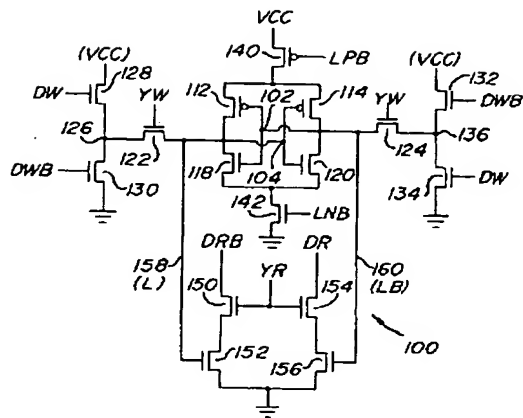 VCC
140
LPB
(VCC)
128
DW
YW
112
102
114
(VCC)
132
YW
DWB
126
136
122
124
DWB
118
104
120
DW
130
134
142
LNB
158
(L)
DRB
DR
160
(LB)
YR
150
154
152
156
100